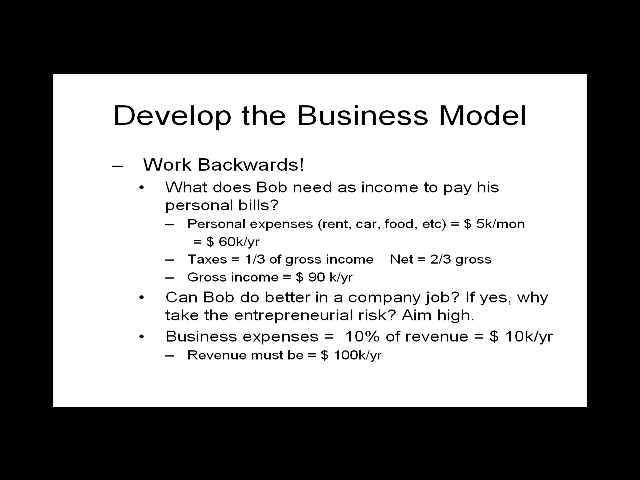 Develop the Business Model
– Work Backwards!
• What does Bob need as income to pay his
personal bills?
– Personal expenses (rent, car, food, etc) = $ 5k/mon
= $ 60k/yr
– Taxes = 1/3 of gross income Net = 2/3 gross
– Gross income = $ 90 k/yr
• Can Bob do better in a company job? If yes, why
take the entrepreneurial risk? Aim high.
• Business expenses = 10% of revenue = $ 10k/yr
– Revenue must be = $ 100k/yr